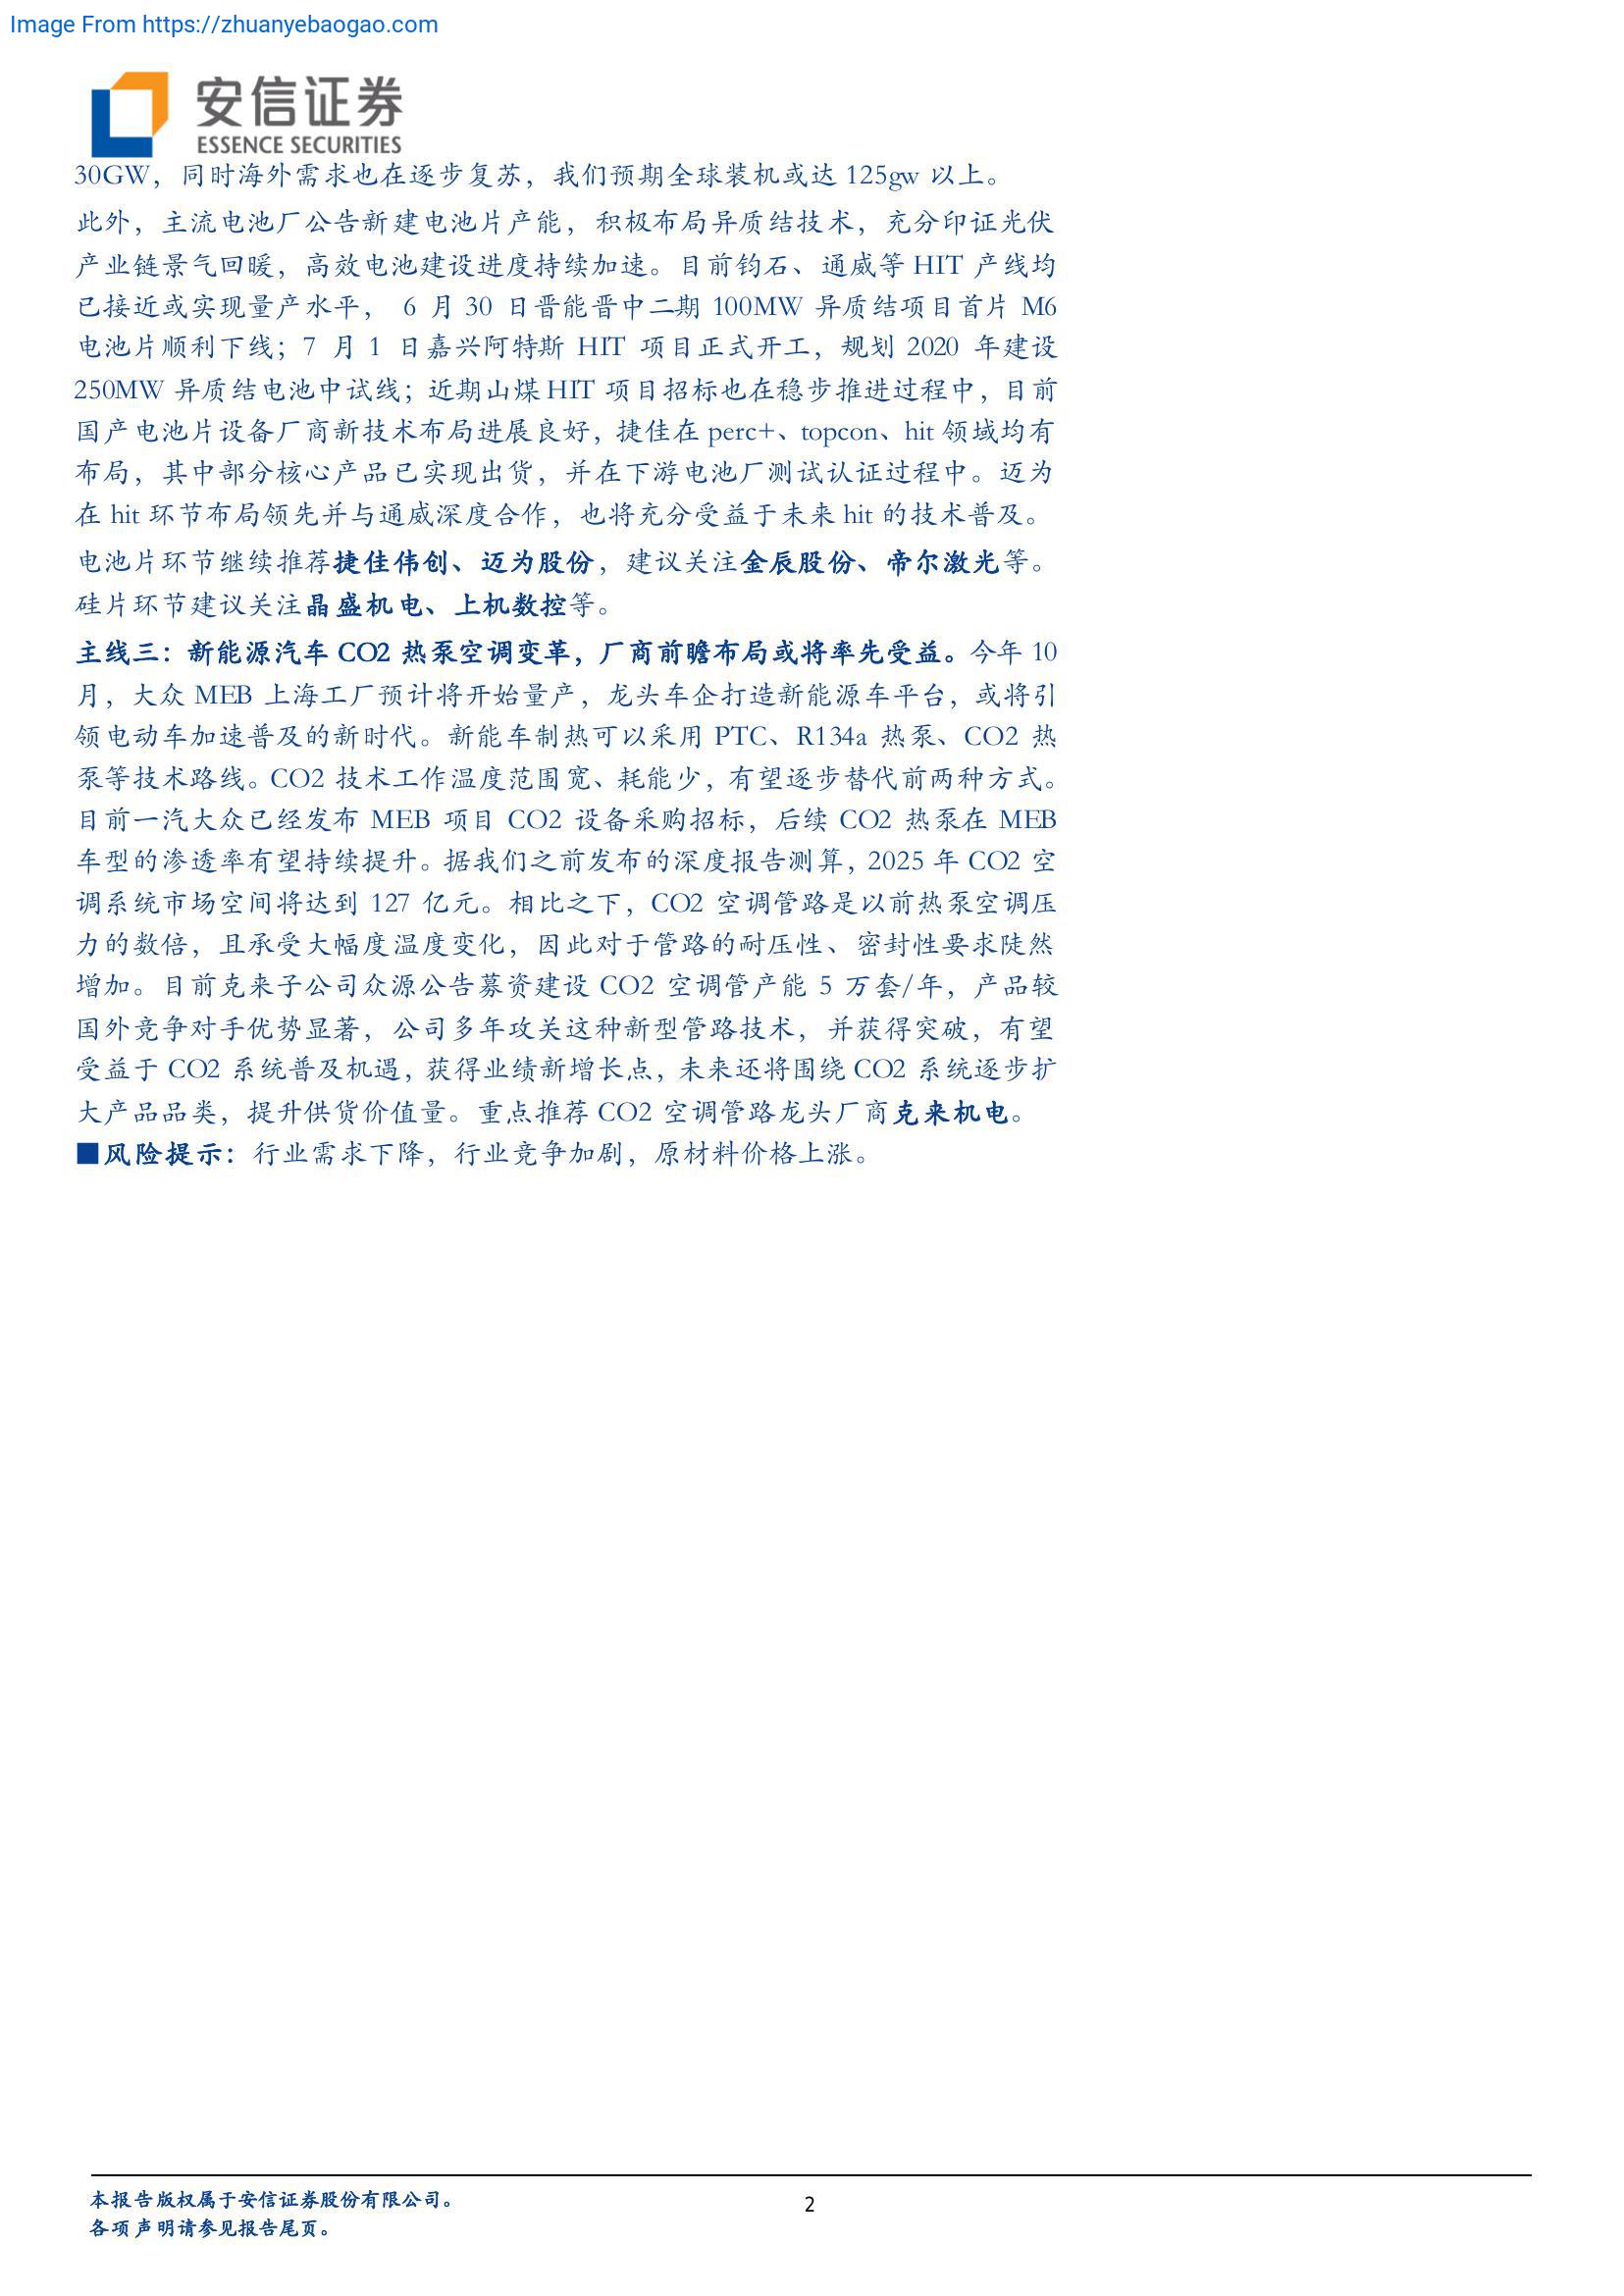 Image From https://zhuanyebaogao.com
安信证券
ESSENCE SECURITIES
30GW，同时海外需求也在逐步复苏，我们预期全球装机或达 125gw 以上。
此外，主流电池厂公告新建电池片产能，积极布局异质结技术，充分印证光伏
产业链景气回暖，高效电池建设进度持续加速。目前钧石、通威等 HIT 产线均
已接近或实现量产水平， 6 月 30 日晋能晋中二期 100MW 异质结项目首片 M6
电池片顺利下线；7 月 1 日嘉兴阿特斯 HIT 项目正式开工，规划 2020 年建设
250MW 异质结电池中试线；近期山煤 HIT 项目招标也在稳步推进过程中，目前
国产电池片设备厂商新技术布局进展良好，捷佳在 perc+、topcon、hit 领域均有
布局，其中部分核心产品已实现出货，并在下游电池厂测试认证过程中。迈为
在 hit 环节布局领先并与通威深度合作，也将充分受益于未来 hit 的技术普及。
电池片环节继续推荐捷佳伟创、迈为股份，建议关注金辰股份、帝尔激光等。
硅片环节建议关注晶盛机电、上机数控等。
主线三：新能源汽车 CO2 热泵空调变革，厂商前瞻布局或将率先受益。今年 10
月，大众 MEB 上海工厂预计将开始量产，龙头车企打造新能源车平台，或将引
领电动车加速普及的新时代。新能车制热可以采用 PTC、R134a 热泵、CO2 热
泵等技术路线。CO2 技术工作温度范围宽、耗能少，有望逐步替代前两种方式。
目前一汽大众已经发布 MEB 项目 CO2 设备采购招标，后续 CO2 热泵在 MEB
车型的渗透率有望持续提升。据我们之前发布的深度报告测算，2025 年 CO2 空
调系统市场空间将达到 127 亿元。相比之下，CO2 空调管路是以前热泵空调压
力的数倍，且承受大幅度温度变化，因此对于管路的耐压性、密封性要求陡然
增加。目前克来子公司众源公告募资建设 CO2 空调管产能 5 万套/年，产品较
国外竞争对手优势显著，公司多年攻关这种新型管路技术，并获得突破，有望
受益于 CO2 系统普及机遇，获得业绩新增长点，未来还将围绕 CO2 系统逐步扩
大产品品类，提升供货价值量。重点推荐 CO2 空调管路龙头厂商克来机电。
■风险提示：行业需求下降，行业竞争加剧，原材料价格上涨。
本报告版权属于安信证券股份有限公司。
2
各项声明请参见报告尾页。